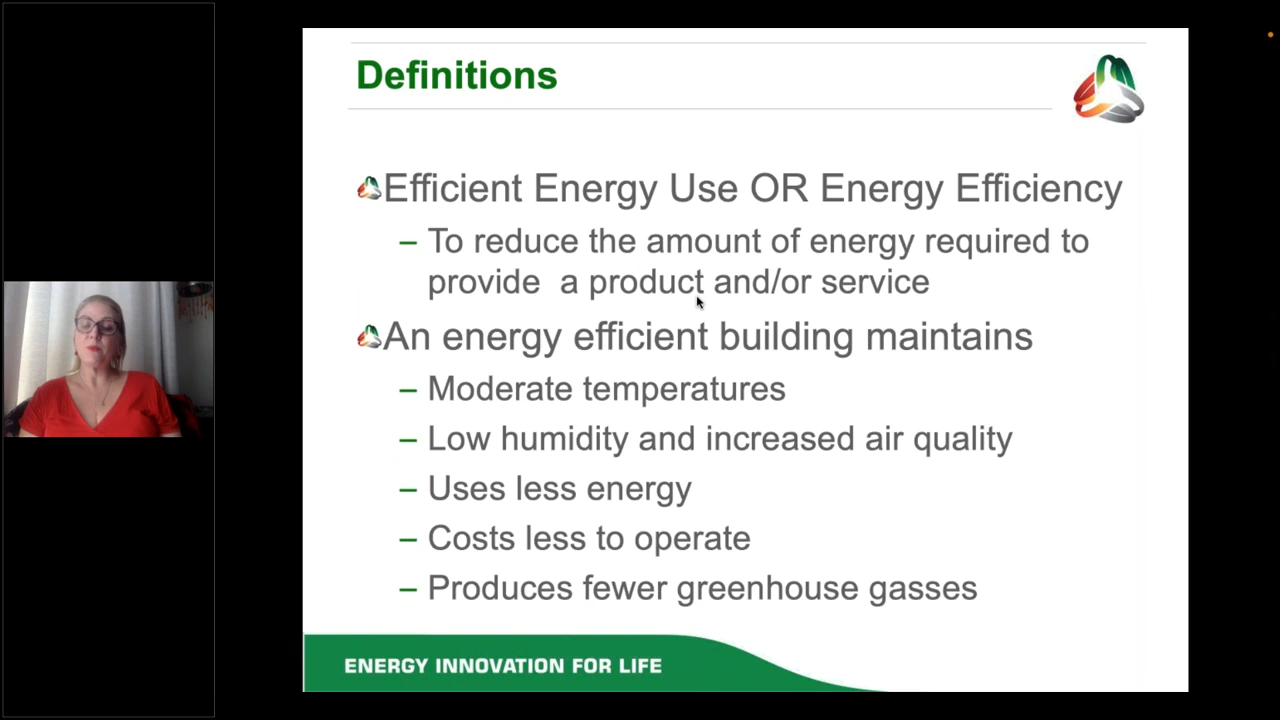 Definitions
Efficient Energy Use OR Energy Efficiency
– To reduce the amount of energy required to
provide  a product and/or service
An energy efficient building maintains
– Moderate temperatures
– Low humidity and increased air quality
– Uses less energy
– Costs less to operate
– Produces fewer greenhouse gasses
ENERGY INNOVATION FOR LIFE